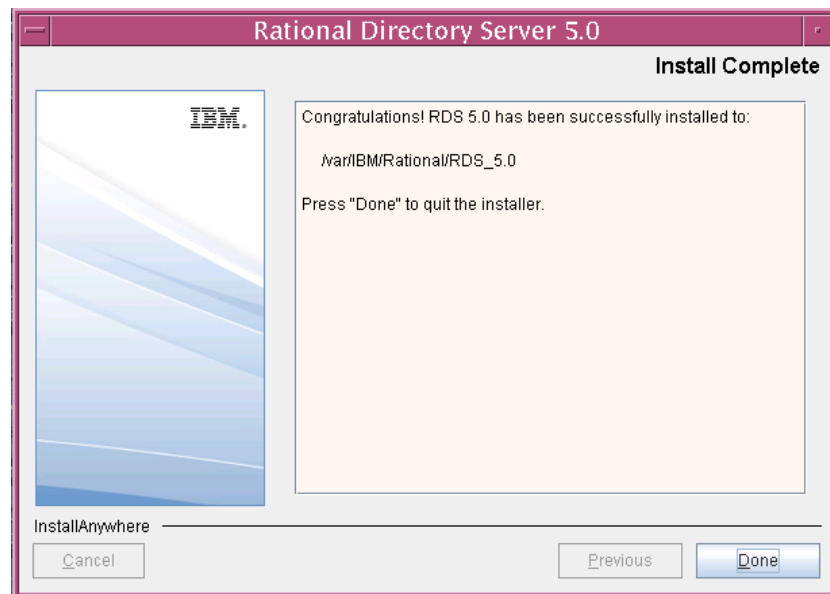 Rational Directory Server 5.0
Install Complete
IBM.
Congratulations! RDS 5.0 has been successfully installed to:
/var/IBM/Rational/RDS_5.0
Press "Done" to quit the installer.
InstallAnywhere
Cancel
Previous
Done